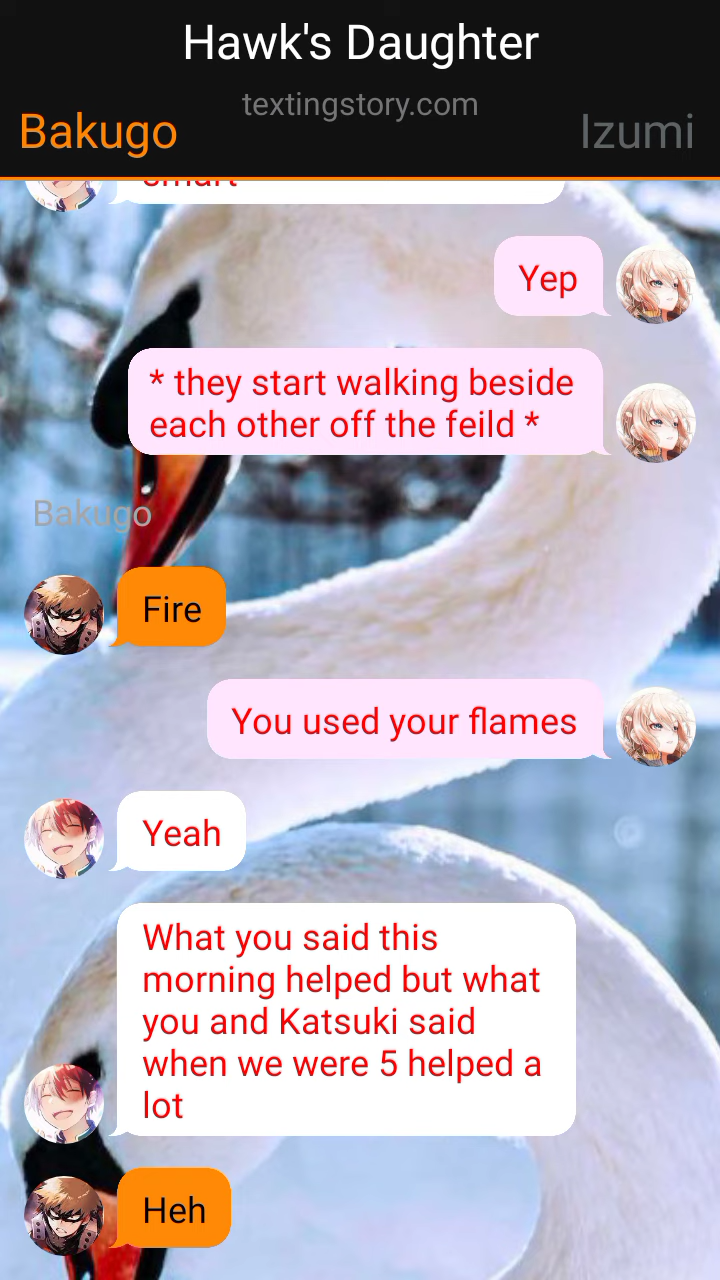 Hawk's Daughter
textingstory.com
Bakugo
Izumi
smart
Yep
* they start walking beside
each other off the feild *
Bakugo
Fire
You used your flames
Yeah
What you said this
morning helped but what
you and Katsuki said
when we were 5 helped a
lot
Heh